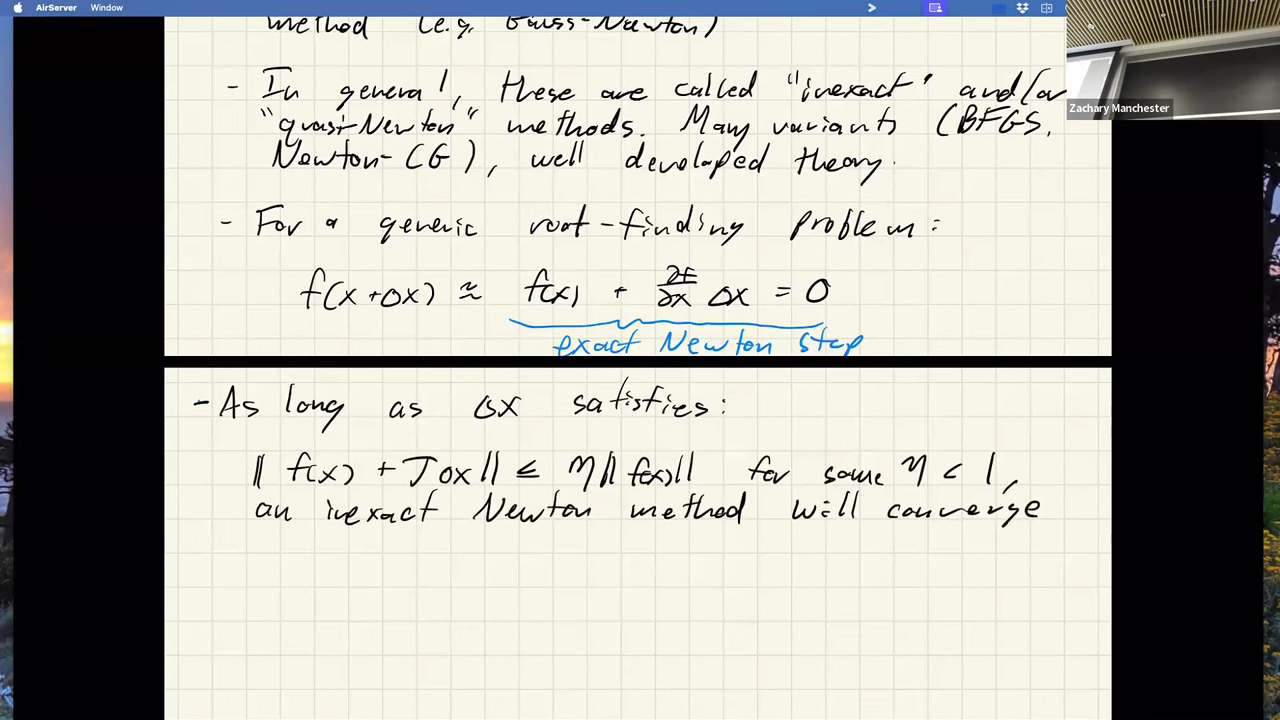 AirServer Window
method (e.g. Gauss-Newton)
- In general, these are called "inexact" and/or
Zachary Manchester
"quasi-Newton" methods. Many variants (BFGS,
Newton-CG), well developed theory.
- For a generic root-finding problem:
f(x+Δx) ≈ f(x) + ∂f/∂x Δx = 0
exact Newton step
- As long as Δx satisfies:
‖ f(x) + JΔx ‖ ≤ η‖ f(x) ‖ for some η < 1,
an inexact Newton method will converge